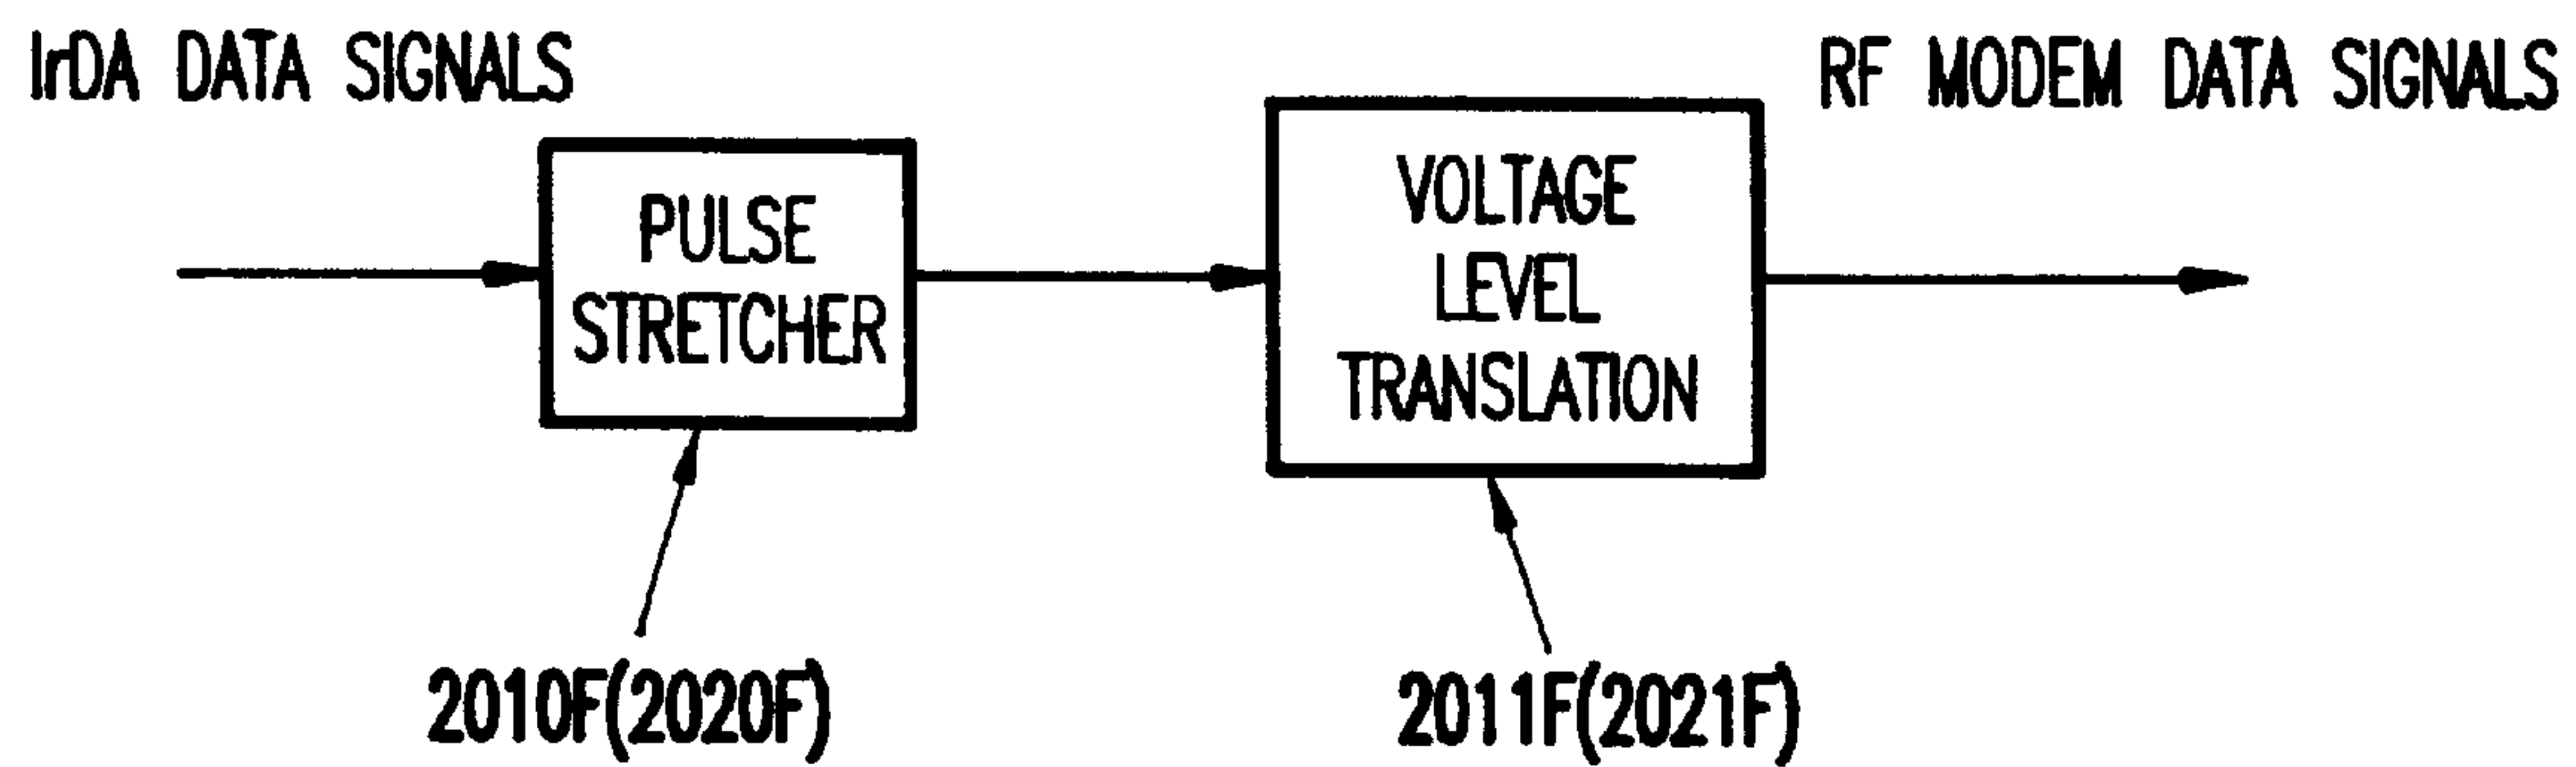 IrDA DATA SIGNALS
RF MODEM DATA SIGNALS
PULSE
STRETCHER
VOLTAGE
LEVEL
TRANSLATION
2010F(2020F)
2011F(2021F)